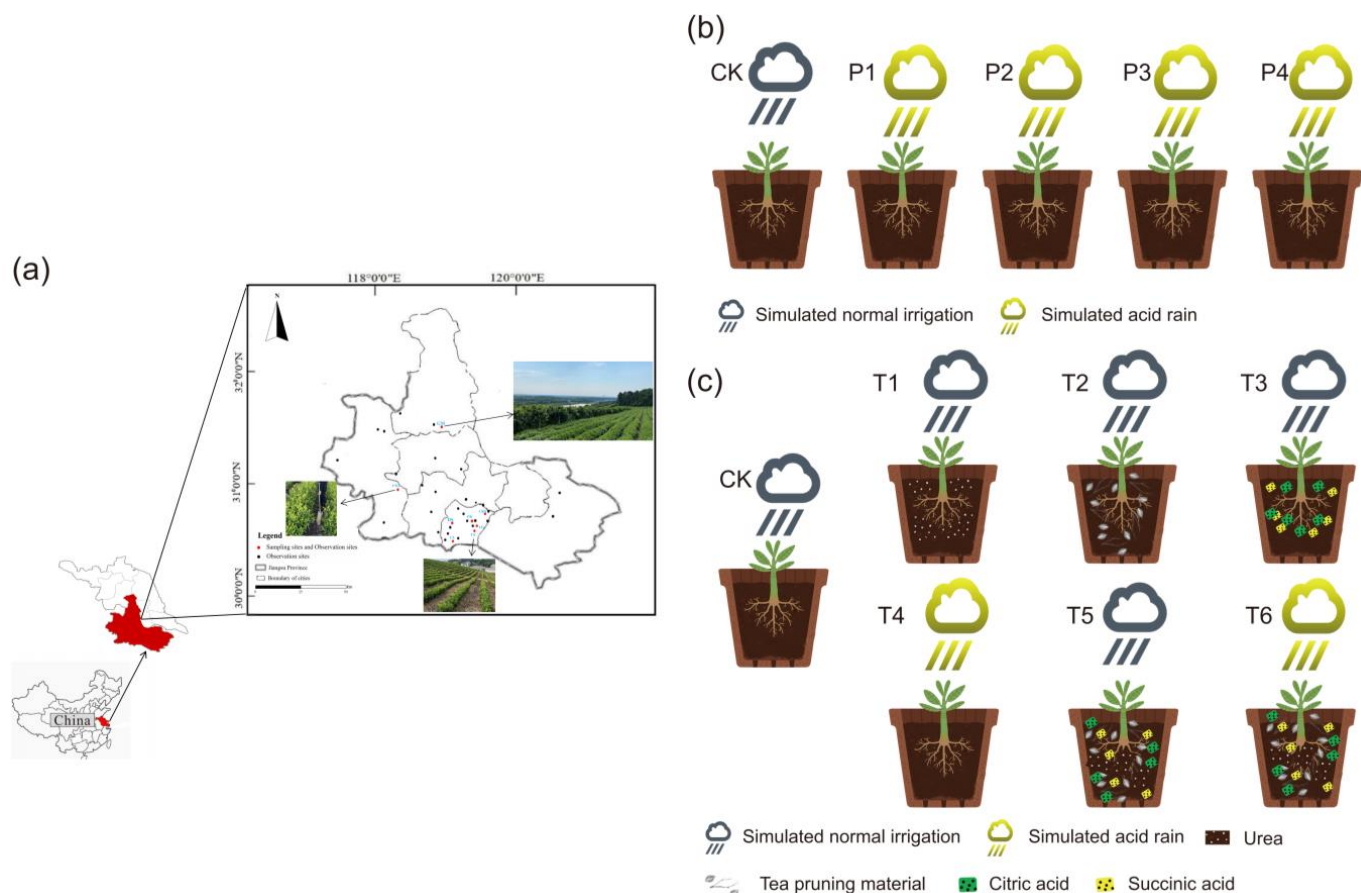 (a)
118°0'0"E
120°0'0"E
N
32°0'0"N
31°0'0"N
30°0'0"N
Legend
Sampling sites and Observation sites
Observation sites
Jiangsu Province
Boundary of cities
China
(b)
CK
P1
P2
P3
P4
Simulated normal irrigation
Simulated acid rain
(c)
T1
T2
T3
CK
T4
T5
T6
Simulated normal irrigation
Simulated acid rain
Urea
Tea pruning material
Citric acid
Succinic acid